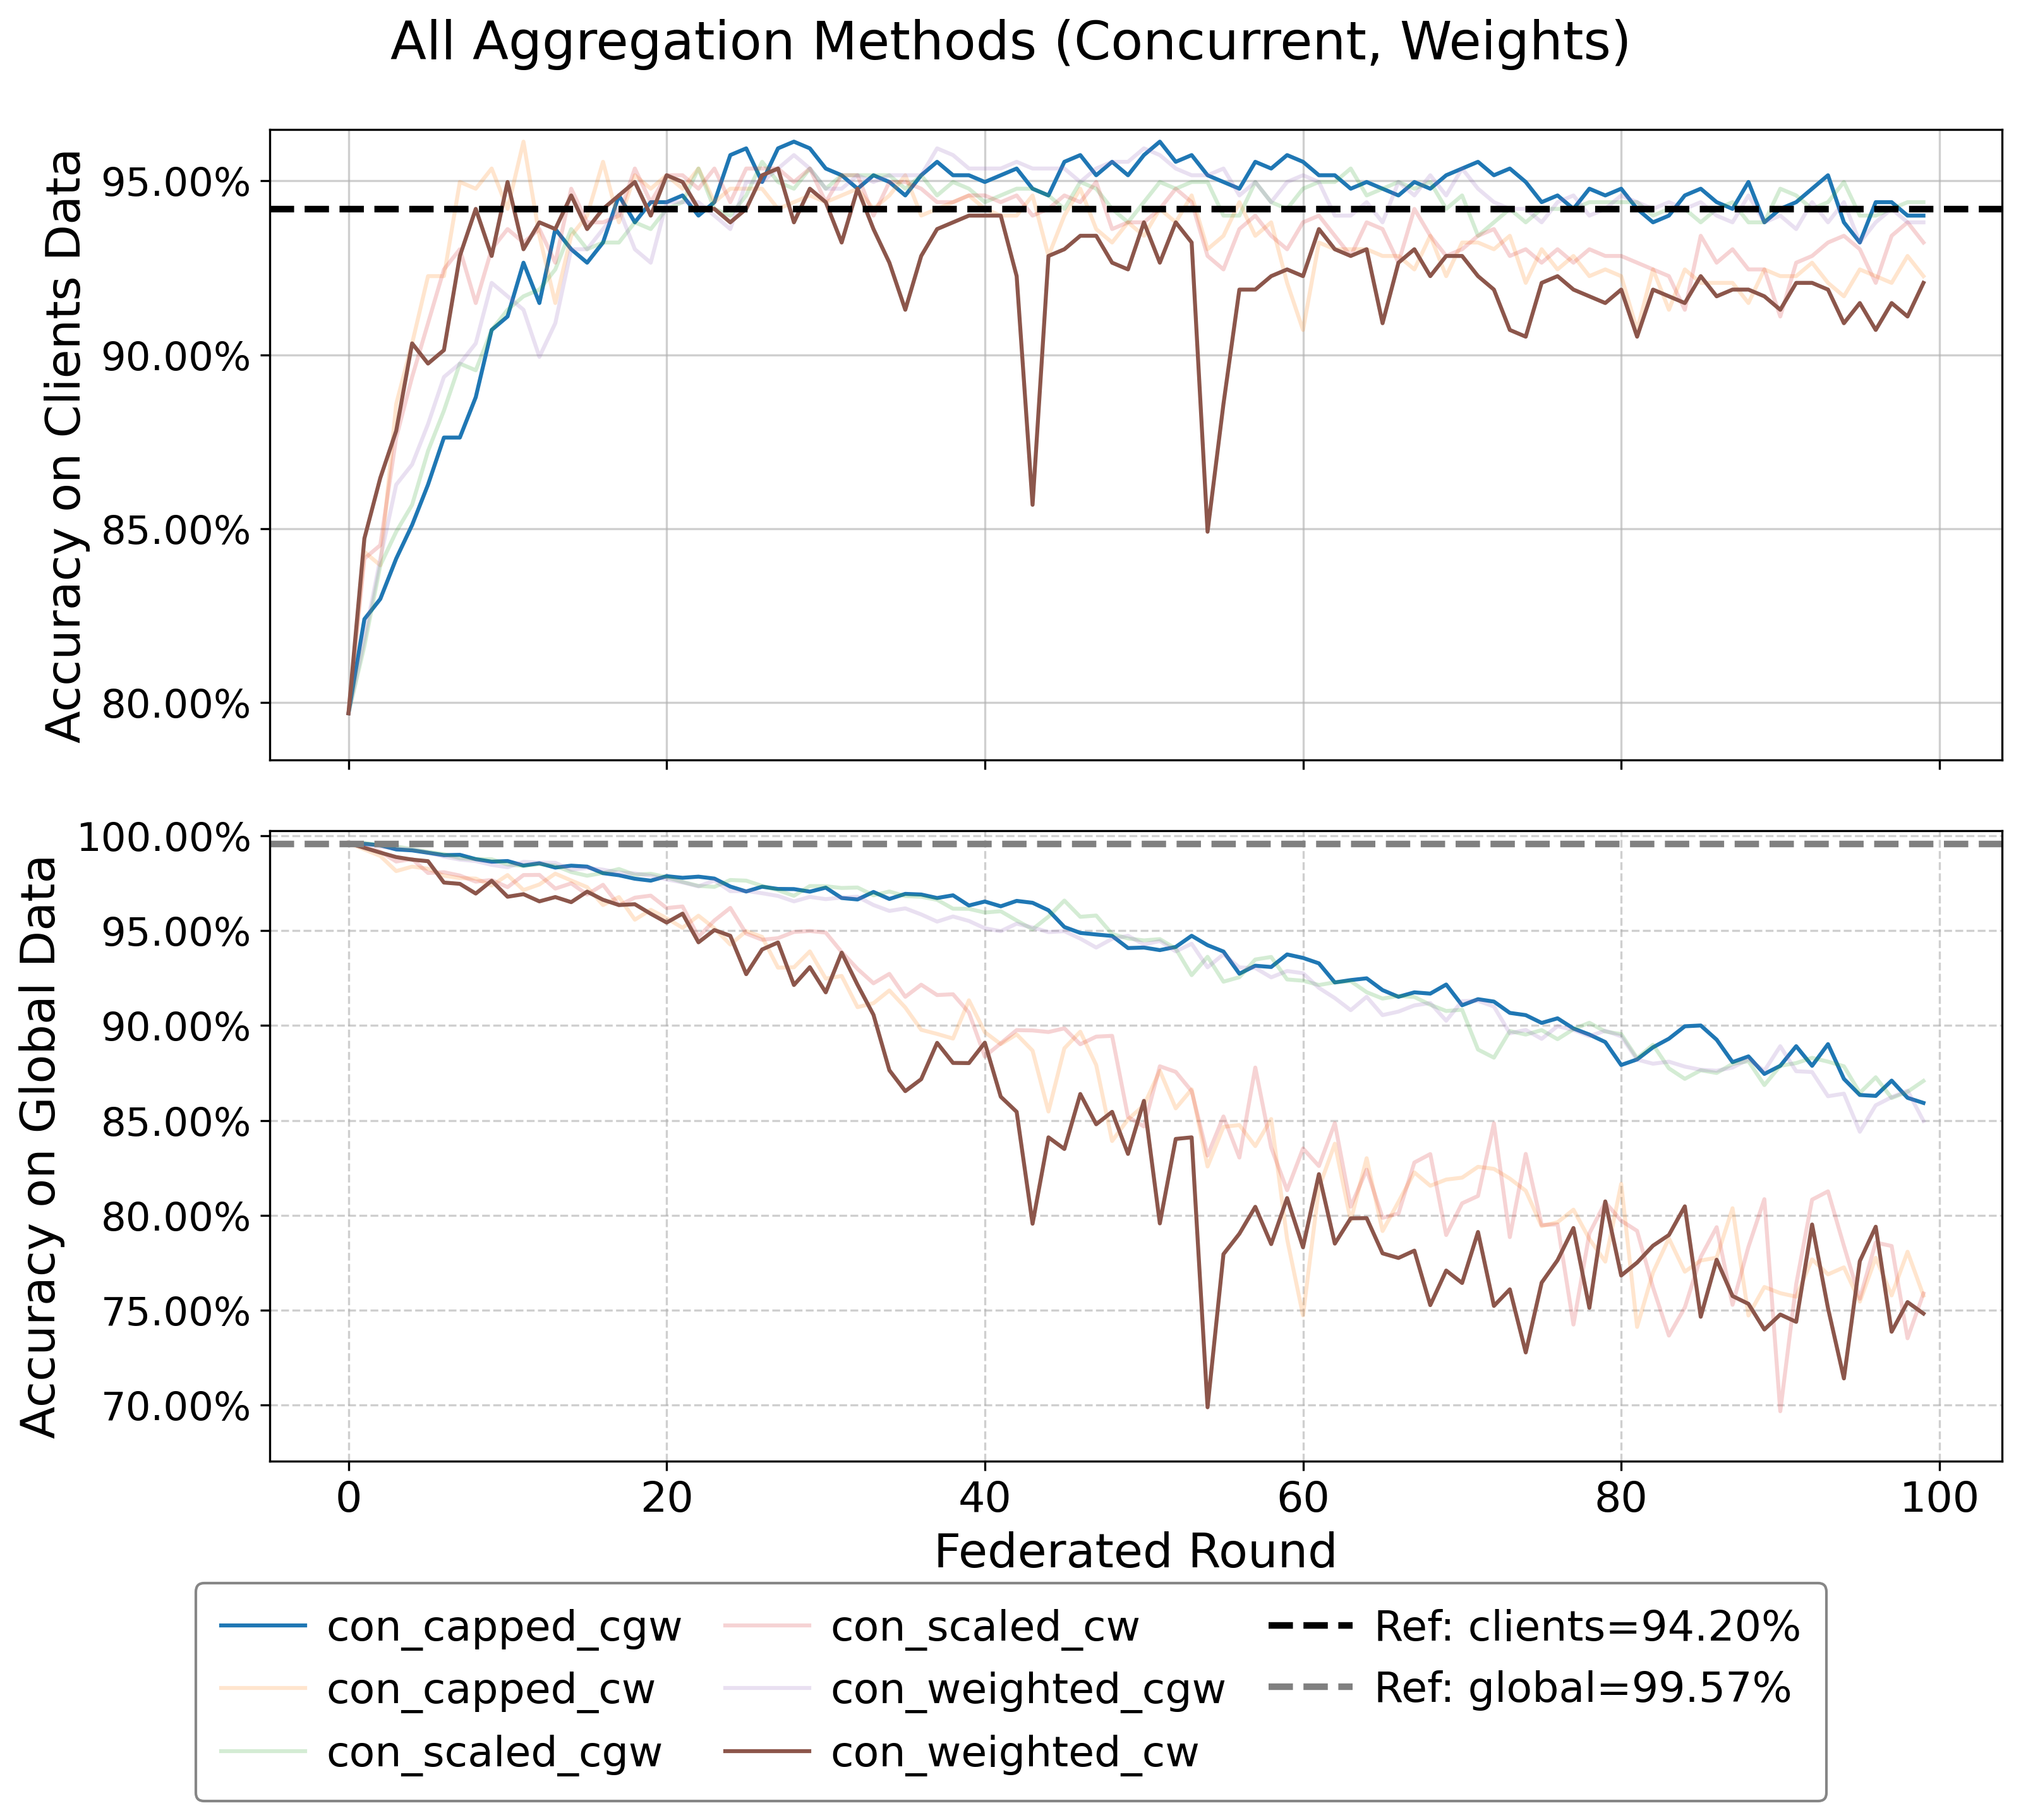 All Aggregation Methods (Concurrent, Weights)
Accuracy on Clients Data
95.00%
90.00%
85.00%
80.00%
Accuracy on Global Data
100.00%
95.00%
90.00%
85.00%
80.00%
75.00%
70.00%
0 20 40 60 80 100
Federated Round
con_capped_cgw con_scaled_cw Ref: clients=94.20%
con_capped_cw con_weighted_cgw Ref: global=99.57%
con_scaled_cgw con_weighted_cw